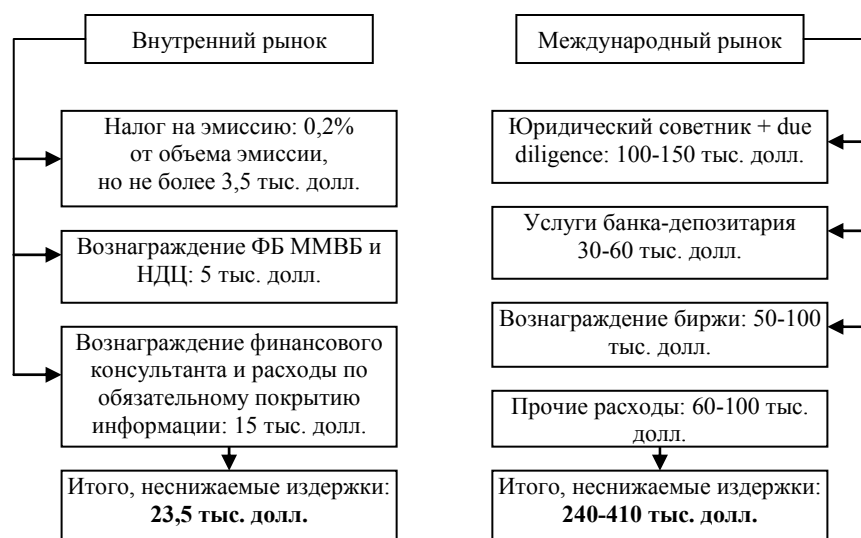 Внутренний рынок
Налог на эмиссию: 0,2%
от объема эмиссии,
но не более 3,5 тыс. долл.
Вознаграждение ФБ ММВБ и
НДЦ: 5 тыс. долл.
Вознаграждение финансового
консультанта и расходы по
обязательному покрытию
информации: 15 тыс. долл.
Итого, неснижаемые издержки:
23,5 тыс. долл.
Международный рынок
Юридический советник + due
diligence: 100-150 тыс. долл.
Услуги банка-депозитария
30-60 тыс. долл.
Вознаграждение биржи: 50-100
тыс. долл.
Прочие расходы: 60-100 тыс.
долл.
Итого, неснижаемые издержки:
240-410 тыс. долл.